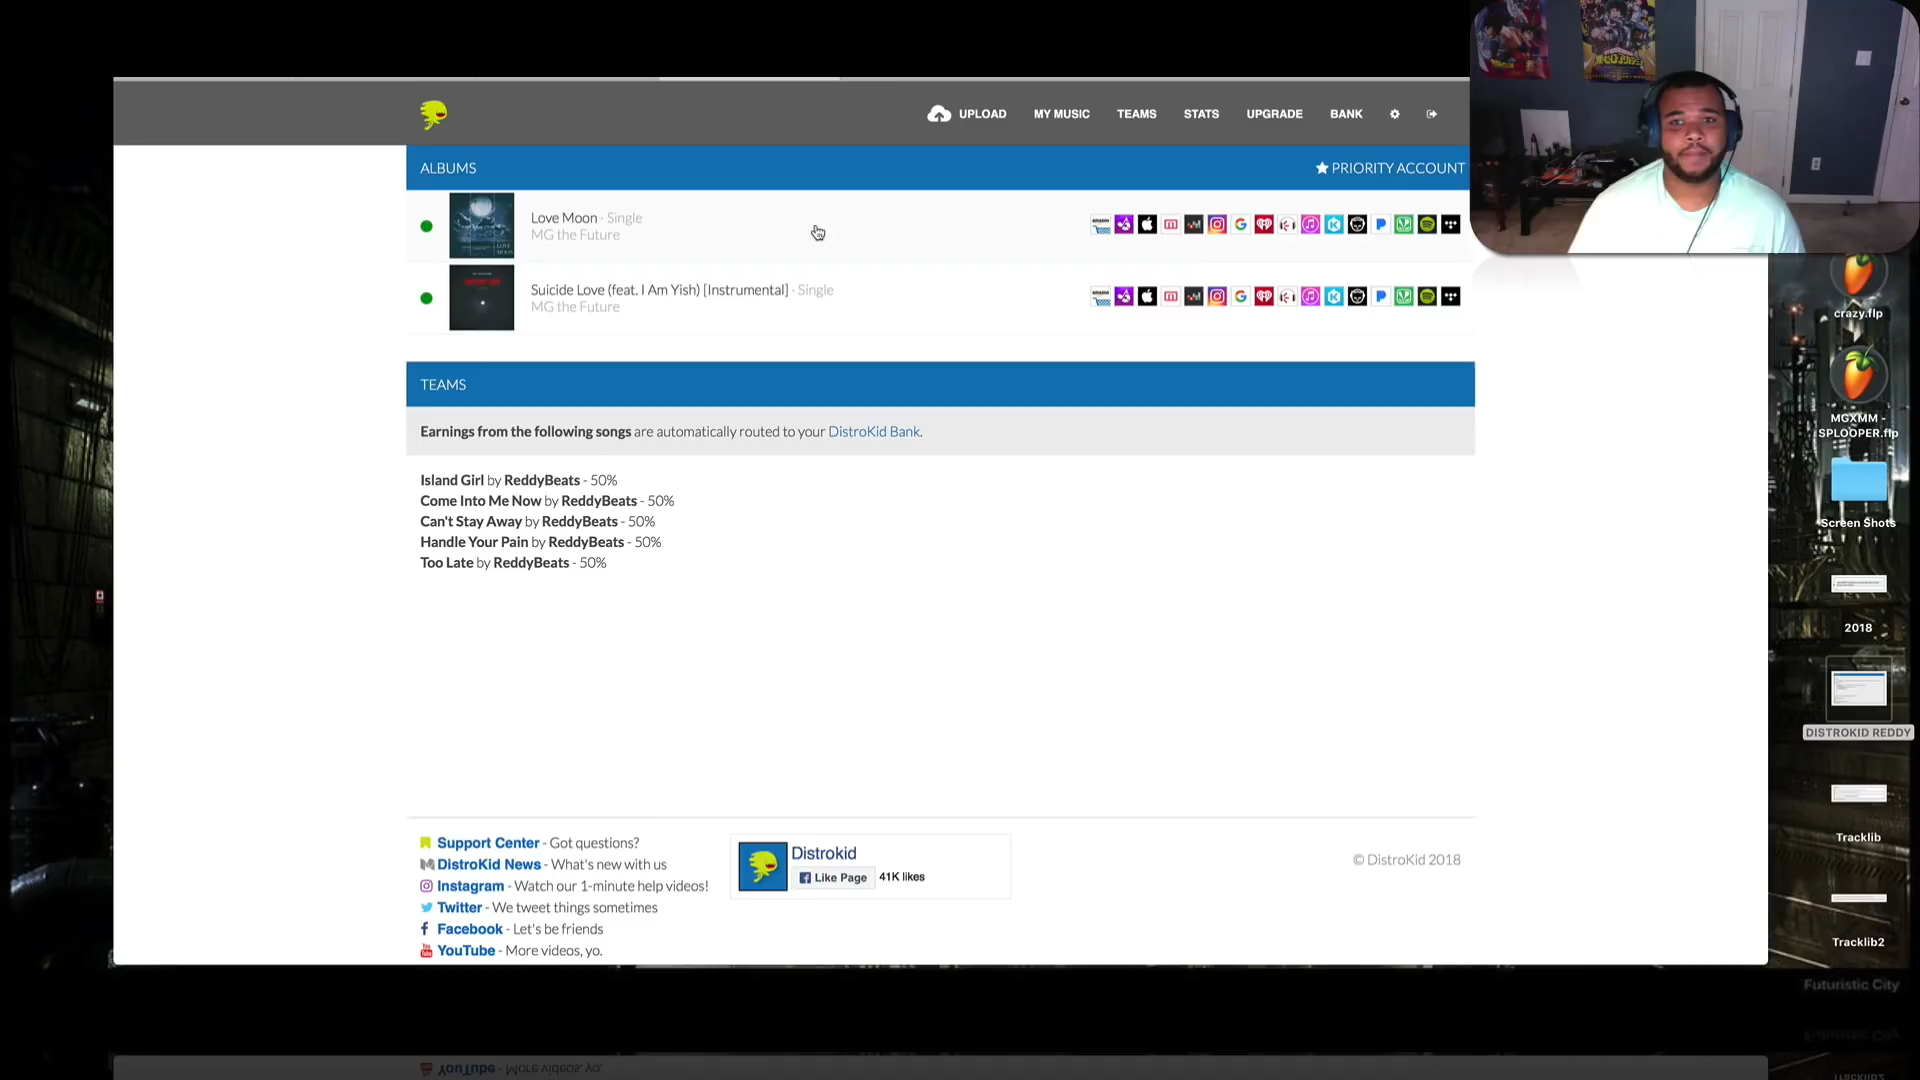 UPLOAD MY MUSIC TEAMS STATS UPGRADE BANK
ALBUMS PRIORITY ACCOUNT
Love Moon · Single
MG the Future
Suicide Love (feat. I Am Yish) [Instrumental] · Single
MG the Future
TEAMS
Earnings from the following songs are automatically routed to your DistroKid Bank.
Island Girl by ReddyBeats - 50%
Come Into Me Now by ReddyBeats - 50%
Can't Stay Away by ReddyBeats - 50%
Handle Your Pain by ReddyBeats - 50%
Too Late by ReddyBeats - 50%
Support Center - Got questions?
DistroKid News - What's new with us
Instagram - Watch our 1-minute help videos!
Twitter - We tweet things sometimes
Facebook - Let's be friends
YouTube - More videos, yo.
Distrokid
Like Page 41K likes
© DistroKid 2018
crazy.flp
MGXMM -
SPLOOPER.flp
Screen Shots
2018
DISTROKID REDDY
Tracklib
Tracklib2
Futuristic City